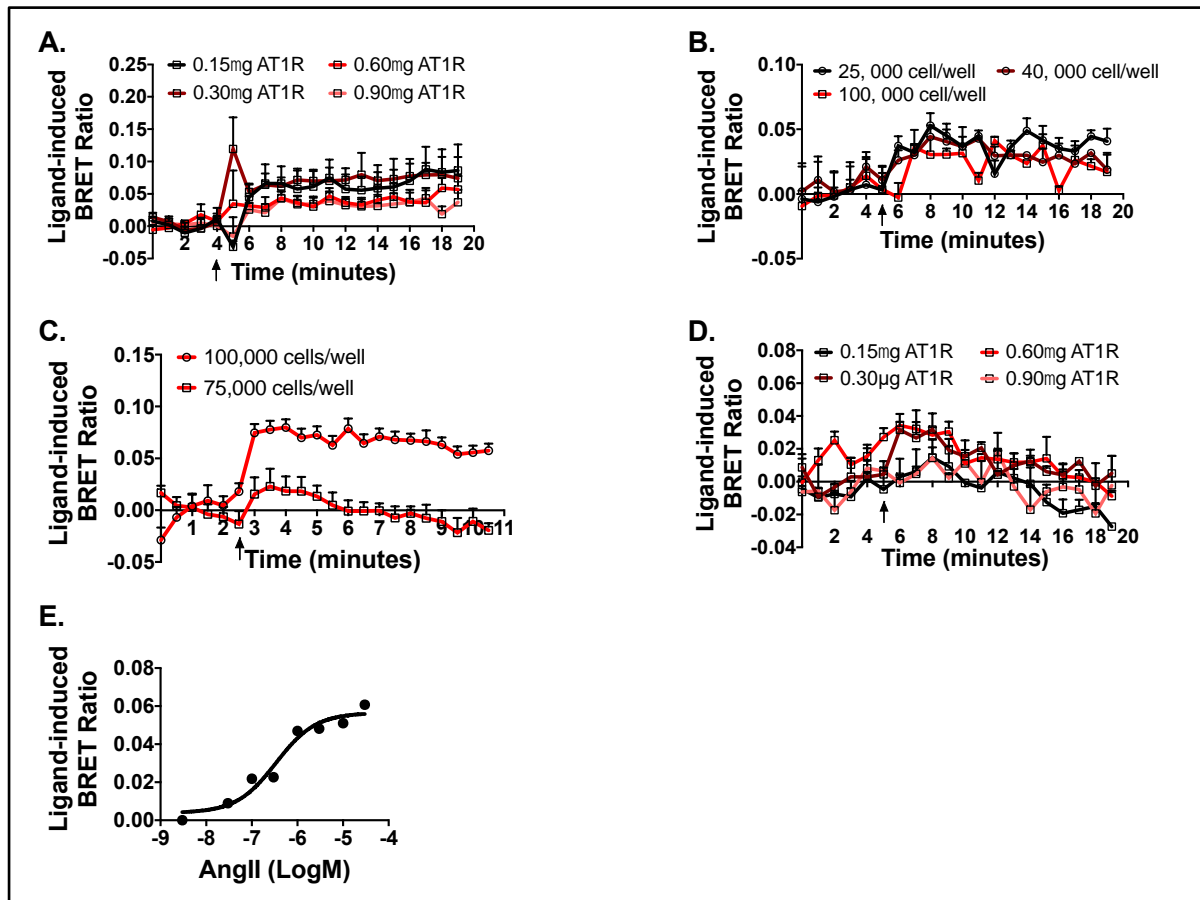 A.
Ligand-induced
BRET Ratio
0.15mg AT1R
0.60mg AT1R
0.30mg AT1R
0.90mg AT1R
0.25
0.20
0.15
0.10
0.05
0.00
-0.05
2 4 6 8 10 12 14 16 18 20
Time (minutes)
B.
Ligand-induced
BRET Ratio
25, 000 cell/well
40, 000 cell/well
100, 000 cell/well
0.10
0.05
0.00
-0.05
2 4 6 8 10 12 14 16 18 20
Time (minutes)
C.
Ligand-induced
BRET Ratio
100,000 cells/well
75,000 cells/well
0.15
0.10
0.05
0.00
-0.05
1 2 3 4 5 6 7 8 9 10 11
Time (minutes)
D.
Ligand-induced
BRET Ratio
0.15mg AT1R
0.60mg AT1R
0.30µg AT1R
0.90mg AT1R
0.08
0.06
0.04
0.02
0.00
-0.02
-0.04
2 4 6 8 10 12 14 16 18 20
Time (minutes)
E.
Ligand-induced
BRET Ratio
0.08
0.06
0.04
0.02
0.00
-9 -8 -7 -6 -5 -4
AngII (LogM)